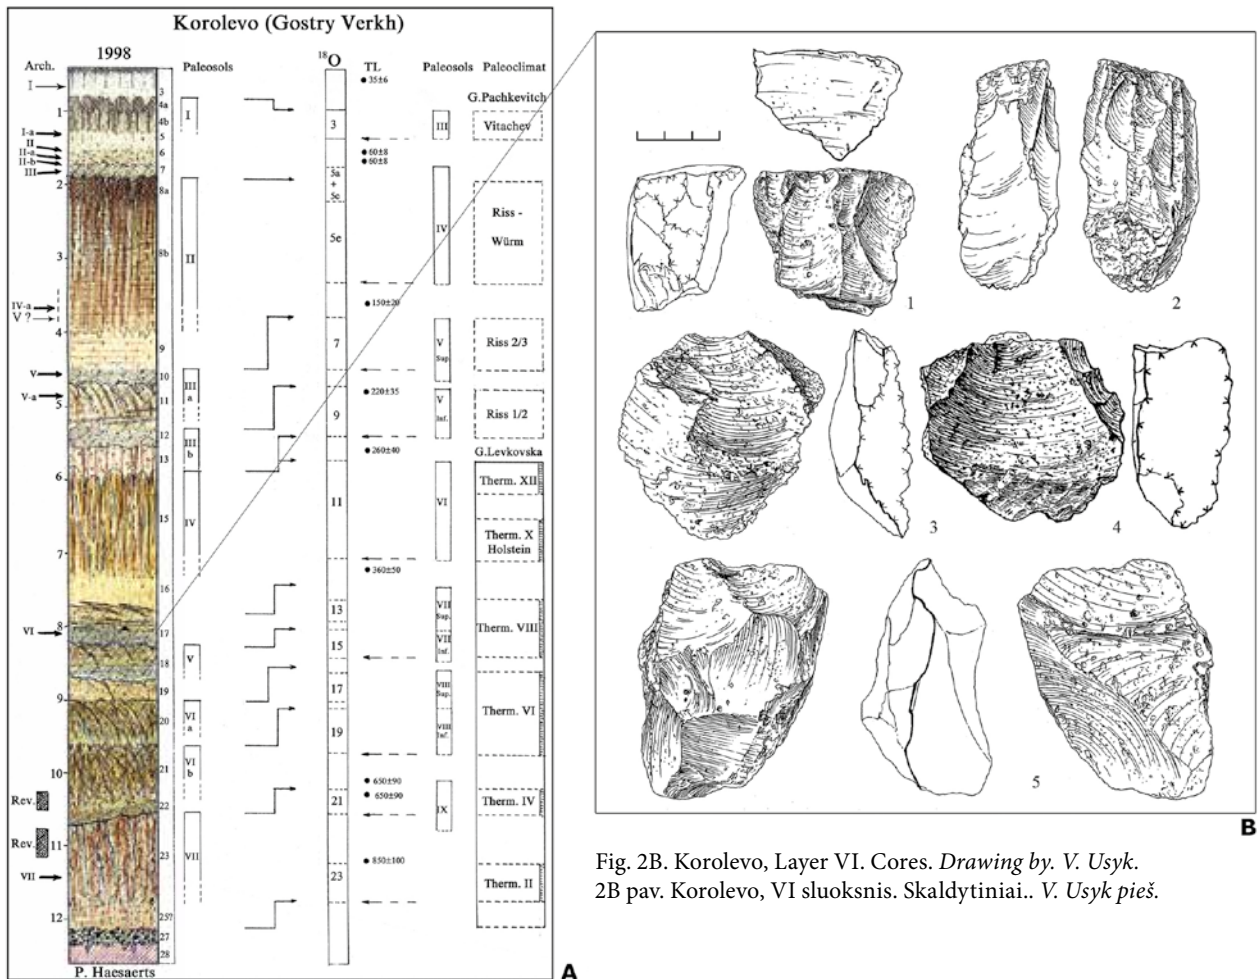 Korolevo (Gostry Verkh)
1998
Arch.
Paleosols
18O
TL
Paleosols
Paleoclimat
I
I-a
II
II-a
II-b
III
IV-a
V ?
V
V-a
VI
Rev.
Rev.
VII
1
2
3
4
5
6
7
8
9
10
11
12
3
4a
4b
5
6
7
8a
8b
9
10
11
12
13
15
16
17
18
19
20
21
22
23
25?
27
28
I
II
III
a
III
b
IV
V
VI
a
VI
b
VII
3
5a
+
5c
5e
7
9
11
13
15
17
19
21
23
35±6
60±8
60±8
150±20
220±35
260±40
360±50
650±90
650±90
850±100
III
IV
V
Sup.
V
Inf.
VI
VII
Sup.
VII
Inf.
VIII
Sup.
VIII
Inf.
IX
G.Pachkevitch
Vitachev
Riss -
Würm
Riss 2/3
Riss 1/2
G.Levkovska
Therm. XII
Therm. X
Holstein
Therm. VIII
Therm. VI
Therm. IV
Therm. II
P. Haesaerts
A
1
2
3
4
5
B
Fig. 2B. Korolevo, Layer VI. Cores. Drawing by. V. Usyk.
2B pav. Korolevo, VI sluoksnis. Skaldytiniai.. V. Usyk pieš.